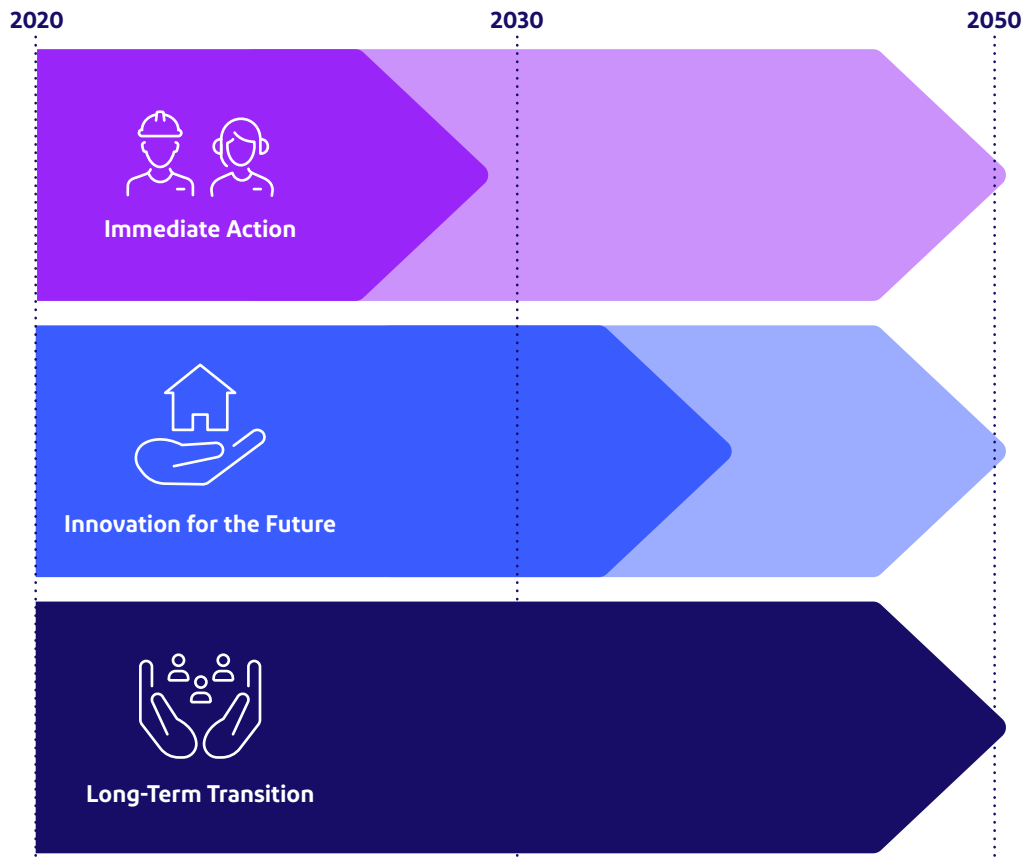 2020 2030 2050
Immediate Action
Innovation for the Future
Long-Term Transition